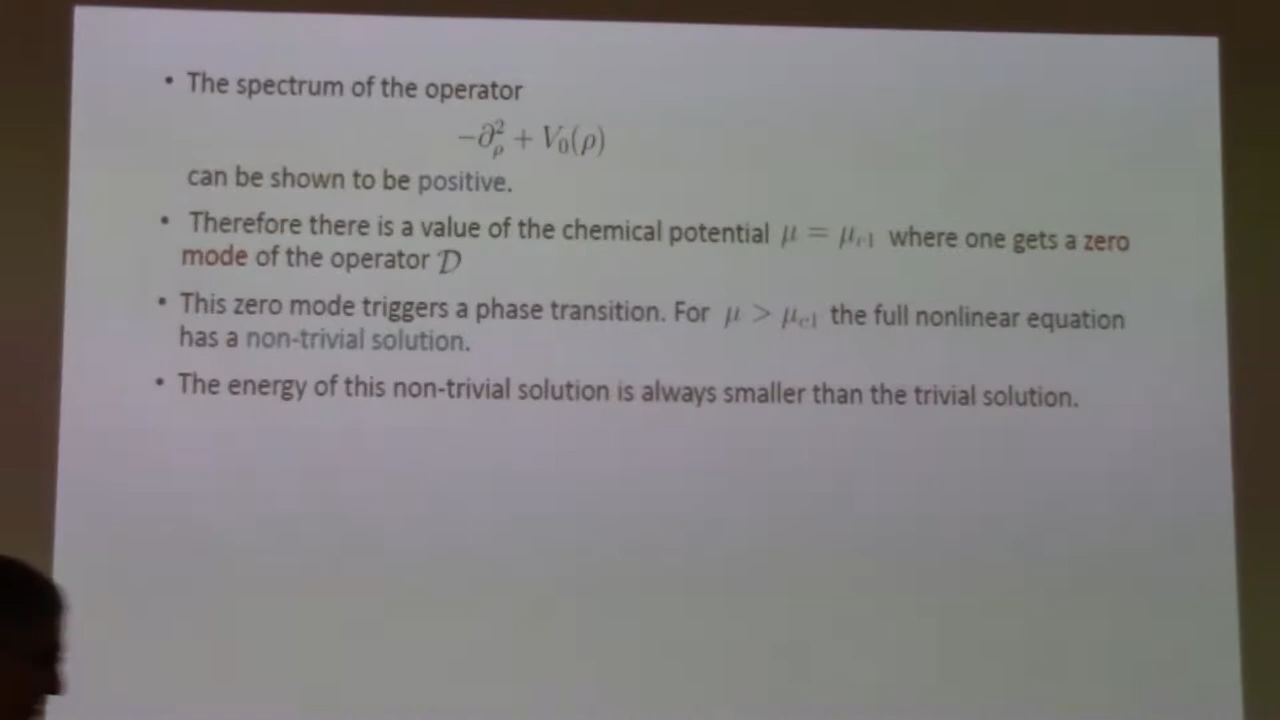 • The spectrum of the operator
−∂²ρ + V₀(ρ)
can be shown to be positive.
• Therefore there is a value of the chemical potential μ = μc1 where one gets a zero
mode of the operator 𝒟
• This zero mode triggers a phase transition. For μ > μc1 the full nonlinear equation
has a non-trivial solution.
• The energy of this non-trivial solution is always smaller than the trivial solution.